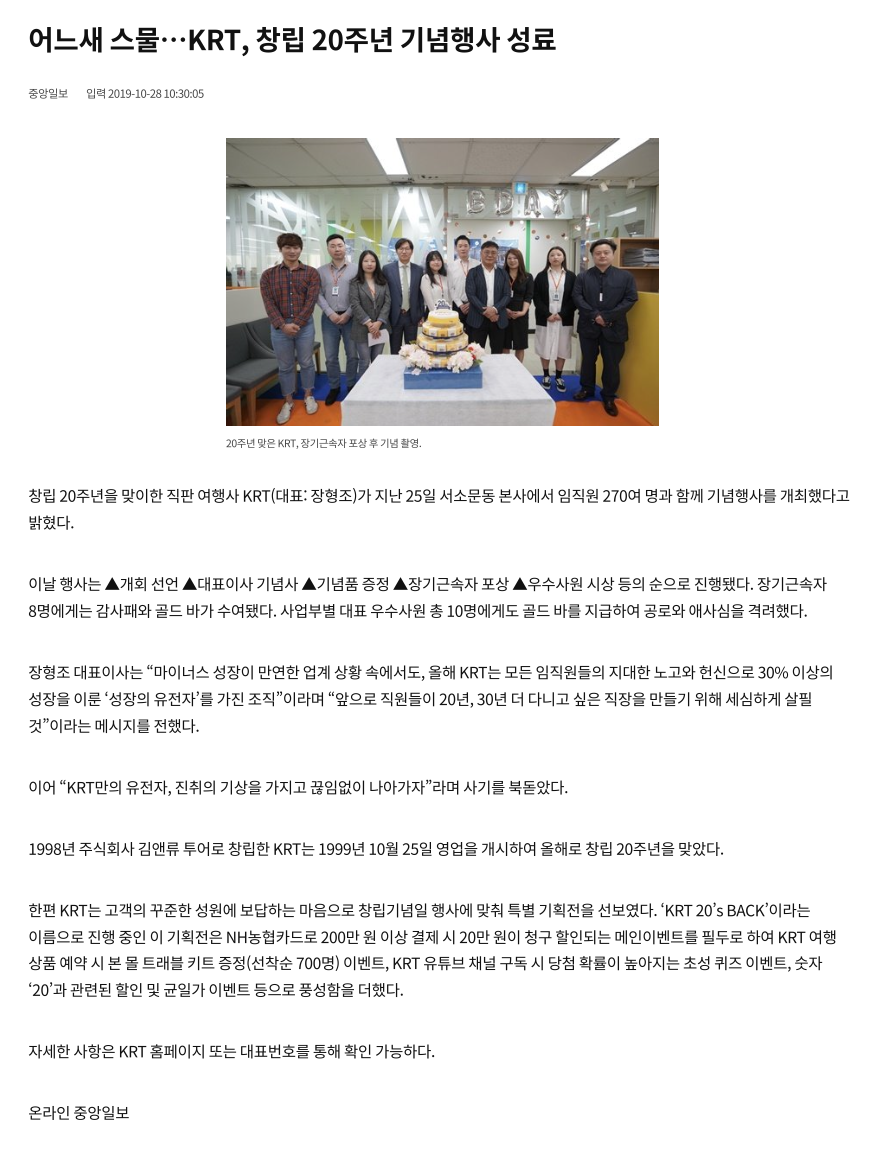 어느새 스물…KRT, 창립 20주년 기념행사 성료
중앙일보 입력 2019-10-28 10:30:05
B D A Y
20
20주년 맞은 KRT, 장기근속자 포상 후 기념 촬영.
창립 20주년을 맞이한 직판 여행사 KRT(대표: 장형조)가 지난 25일 서소문동 본사에서 임직원 270여 명과 함께 기념행사를 개최했다고
밝혔다.
이날 행사는 ▲개회 선언 ▲대표이사 기념사 ▲기념품 증정 ▲장기근속자 포상 ▲우수사원 시상 등의 순으로 진행됐다. 장기근속자
8명에게는 감사패와 골드 바가 수여됐다. 사업부별 대표 우수사원 총 10명에게도 골드 바를 지급하여 공로와 애사심을 격려했다.
장형조 대표이사는 “마이너스 성장이 만연한 업계 상황 속에서도, 올해 KRT는 모든 임직원들의 지대한 노고와 헌신으로 30% 이상의
성장을 이룬 ‘성장의 유전자’를 가진 조직”이라며 “앞으로 직원들이 20년, 30년 더 다니고 싶은 직장을 만들기 위해 세심하게 살필
것”이라는 메시지를 전했다.
이어 “KRT만의 유전자, 진취의 기상을 가지고 끊임없이 나아가자”라며 사기를 북돋았다.
1998년 주식회사 김앤류 투어로 창립한 KRT는 1999년 10월 25일 영업을 개시하여 올해로 창립 20주년을 맞았다.
한편 KRT는 고객의 꾸준한 성원에 보답하는 마음으로 창립기념일 행사에 맞춰 특별 기획전을 선보였다. ‘KRT 20’s BACK’이라는
이름으로 진행 중인 이 기획전은 NH농협카드로 200만 원 이상 결제 시 20만 원이 청구 할인되는 메인이벤트를 필두로 하여 KRT 여행
상품 예약 시 본 몰 트래블 키트 증정(선착순 700명) 이벤트, KRT 유튜브 채널 구독 시 당첨 확률이 높아지는 초성 퀴즈 이벤트, 숫자
‘20’과 관련된 할인 및 균일가 이벤트 등으로 풍성함을 더했다.
자세한 사항은 KRT 홈페이지 또는 대표번호를 통해 확인 가능하다.
온라인 중앙일보